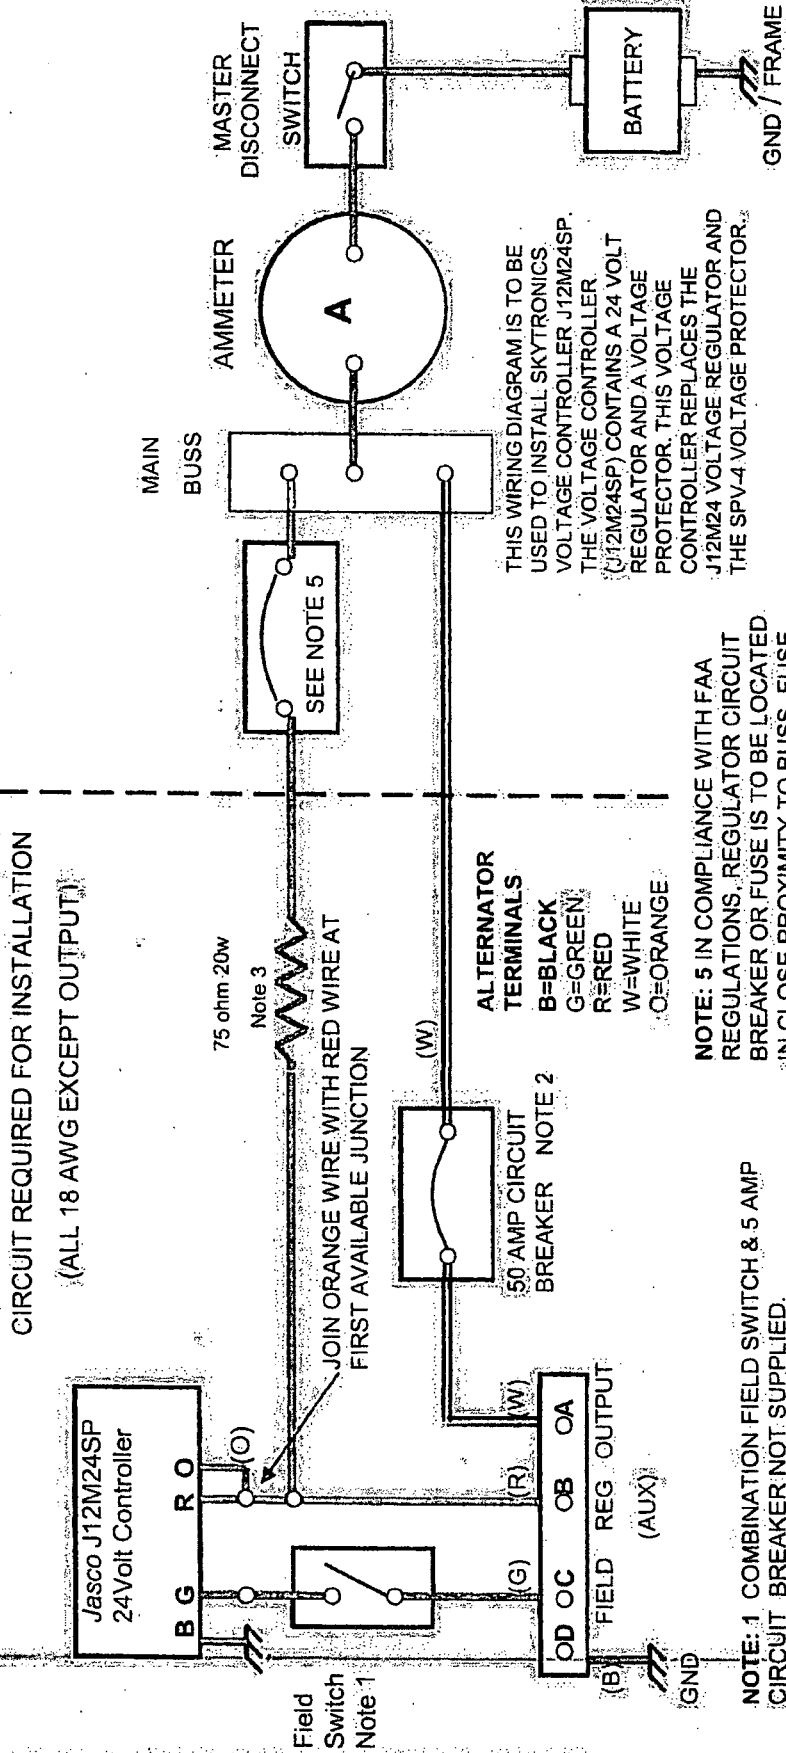 CIRCUIT REQUIRED FOR INSTALLATION
(ALL 18 AWG EXCEPT OUTPUT)
Jasco J12M24SP
24Volt Controller
B G R O
(O)
Field
Switch
Note 1
JOIN ORANGE WIRE WITH RED WIRE AT
FIRST AVAILABLE JUNCTION
75 ohm 20w
Note 3
SEE NOTE 5
MAIN
BUSS
AMMETER
A
MASTER
DISCONNECT
SWITCH
BATTERY
GND / FRAME
(G)
(R)
(W)
(W)
(B)
GND
OD OC OB OA
FIELD REG OUTPUT
(AUX)
50 AMP CIRCUIT
BREAKER NOTE 2
ALTERNATOR
TERMINALS
B=BLACK
G=GREEN
R=RED
W=WHITE
O=ORANGE
THIS WIRING DIAGRAM IS TO BE
USED TO INSTALL SKYTRONICS
VOLTAGE CONTROLLER J12M24SP.
THE VOLTAGE CONTROLLER
(J12M24SP) CONTAINS A 24 VOLT
REGULATOR AND A VOLTAGE
PROTECTOR. THIS VOLTAGE
CONTROLLER REPLACES THE
J12M24 VOLTAGE REGULATOR AND
THE SPV-4 VOLTAGE PROTECTOR.
NOTE: 1 COMBINATION FIELD SWITCH & 5 AMP
CIRCUIT BREAKER NOT SUPPLIED.
NOTE: 5 IN COMPLIANCE WITH FAA
REGULATIONS, REGULATOR CIRCUIT
BREAKER OR FUSE IS TO BE LOCATED
IN CLOSE PROXIMITY TO BUSS. FUSE